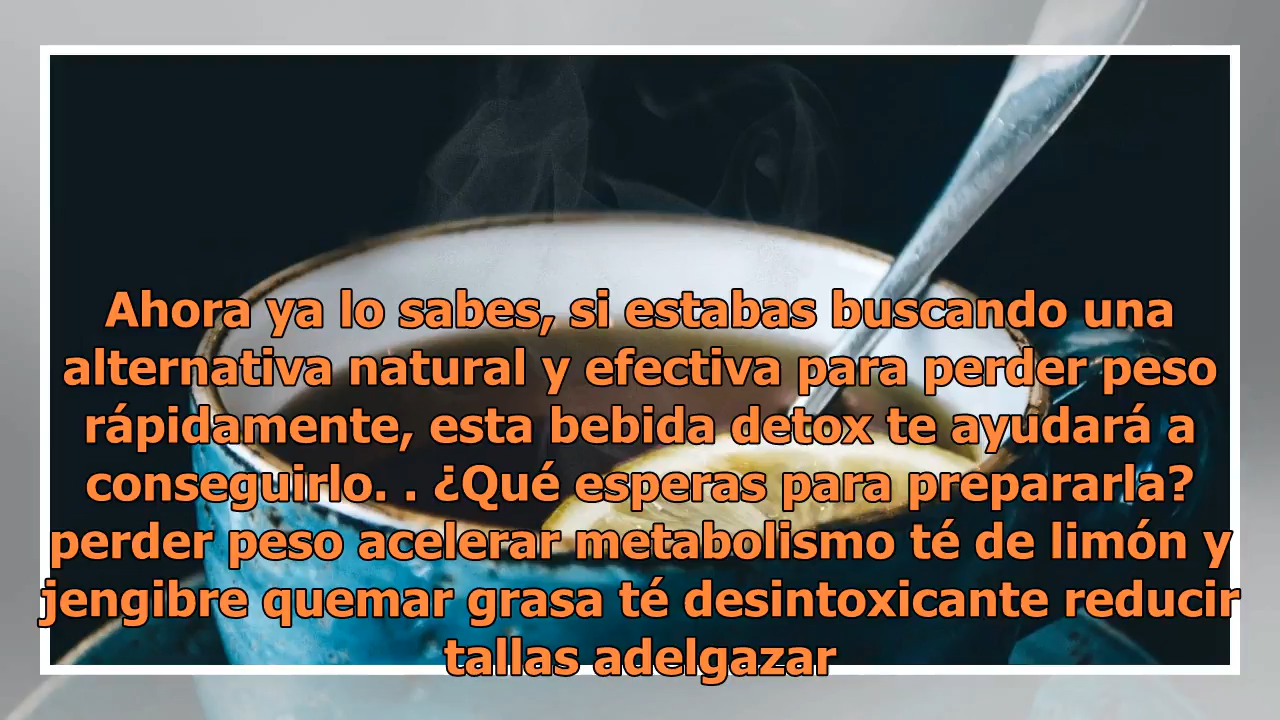 Ahora ya lo sabes, si estabas buscando una
alternativa natural y efectiva para perder peso
rápidamente, esta bebida detox te ayudará a
conseguirlo. . ¿Qué esperas para prepararla?
perder peso acelerar metabolismo té de limón y
jengibre quemar grasa té desintoxicante reducir
tallas adelgazar